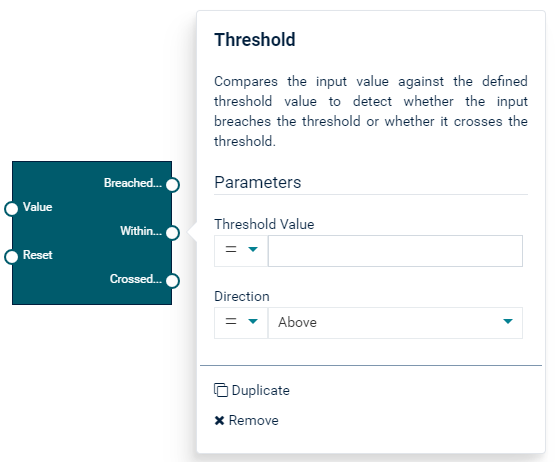 Breached...
Value
Within...
Reset
Crossed...
Threshold
Compares the input value against the defined
threshold value to detect whether the input
breaches the threshold or whether it crosses the
threshold.
Parameters
Threshold Value
=
Direction
= Above
Duplicate
Remove